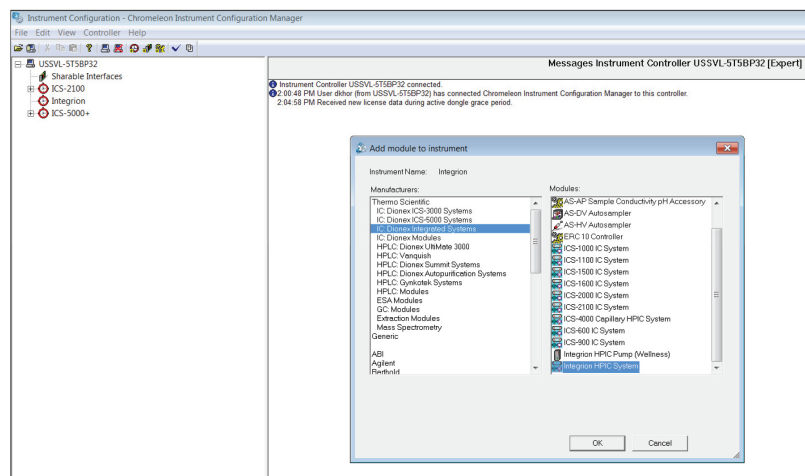 Instrument Configuration - Chromeleon Instrument Configuration Manager
File Edit View Controller Help
USSVL-5T5BP32
Sharable Interfaces
ICS-2100
Integrion
ICS-5000+
Messages Instrument Controller USSVL-5T5BP32 [Expert]
Instrument Controller USSVL-5T5BP32 connected.
2:00:48 PM User dkhor (from USSVL-5T5BP32) has connected Chromeleon Instrument Configuration Manager to this controller.
2:04:58 PM Received new license data during active dongle grace period.
Add module to instrument
Instrument Name: Integrion
Manufacturers:
Thermo Scientific
IC: Dionex ICS-3000 Systems
IC: Dionex ICS-5000 Systems
IC: Dionex Integrated Systems
IC: Dionex Modules
HPLC: Dionex UltiMate 3000
HPLC: Vanquish
HPLC: Dionex Summit Systems
HPLC: Dionex Autopurification Systems
HPLC: Gynkotek Systems
HPLC: Modules
ESA Modules
GC: Modules
Extraction Modules
Mass Spectrometry
Generic
ABI
Agilent
Berthold
Modules:
AS-AP Sample Conductivity pH Accessory
AS-DV Autosampler
AS-HV Autosampler
ERC 10 Controller
ICS-1000 IC System
ICS-1100 IC System
ICS-1500 IC System
ICS-1600 IC System
ICS-2000 IC System
ICS-2100 IC System
ICS-4000 Capillary HPIC System
ICS-600 IC System
ICS-900 IC System
Integrion HPIC Pump (Wellness)
Integrion HPIC System
OK
Cancel